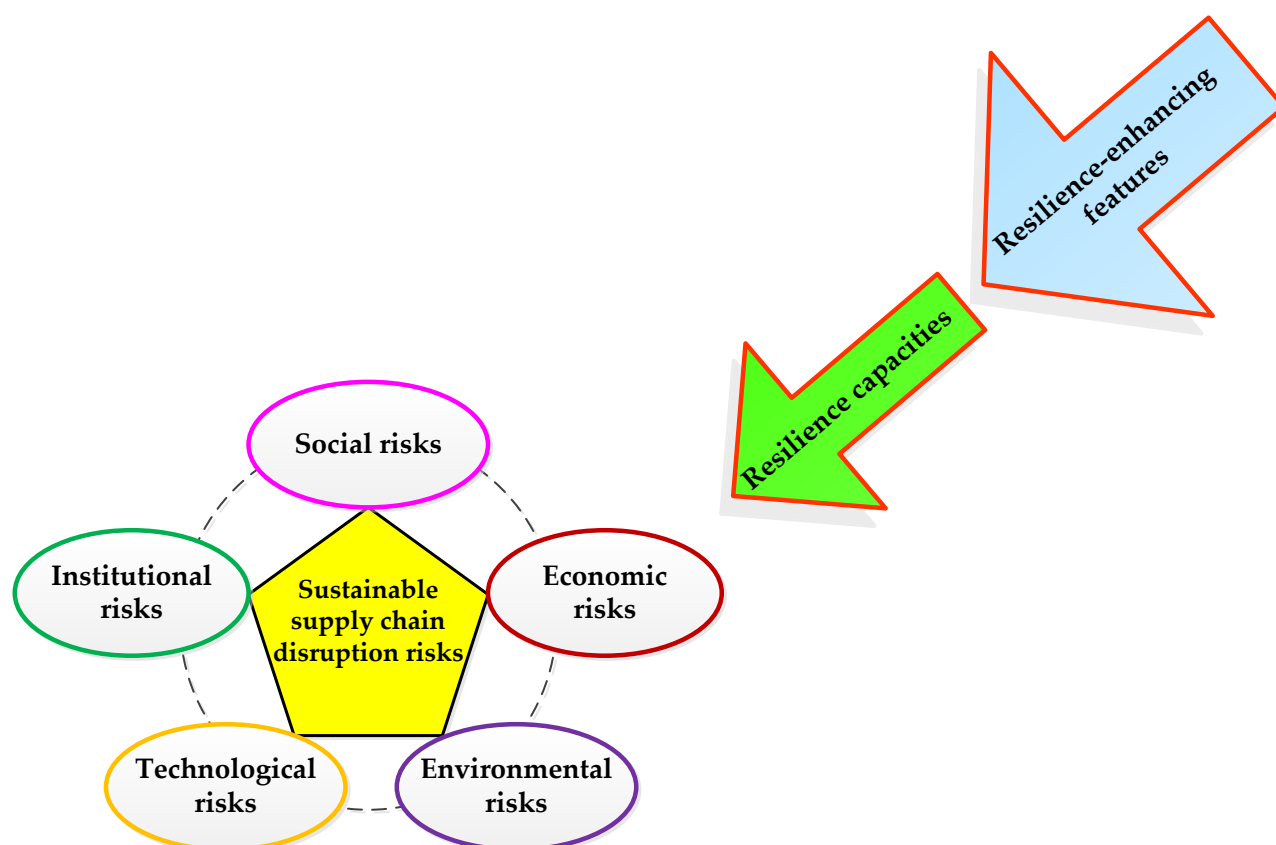 Resilience-enhancing
features
Resilience capacities
Social risks
Institutional
risks
Sustainable
supply chain
disruption risks
Economic
risks
Technological
risks
Environmental
risks